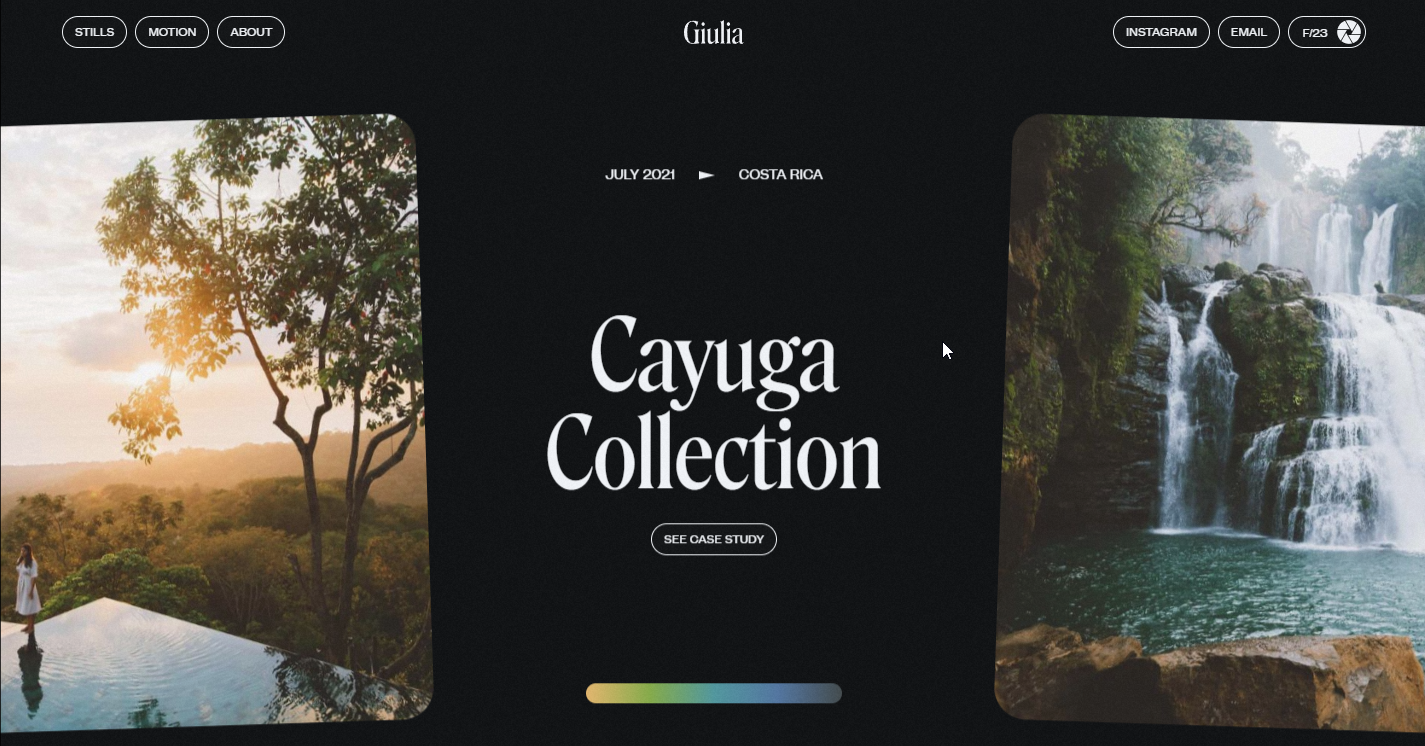 STILLS
MOTION
ABOUT
Giulia
INSTAGRAM
EMAIL
F/23
JULY 2021 COSTA RICA
Cayuga
Collection
SEE CASE STUDY